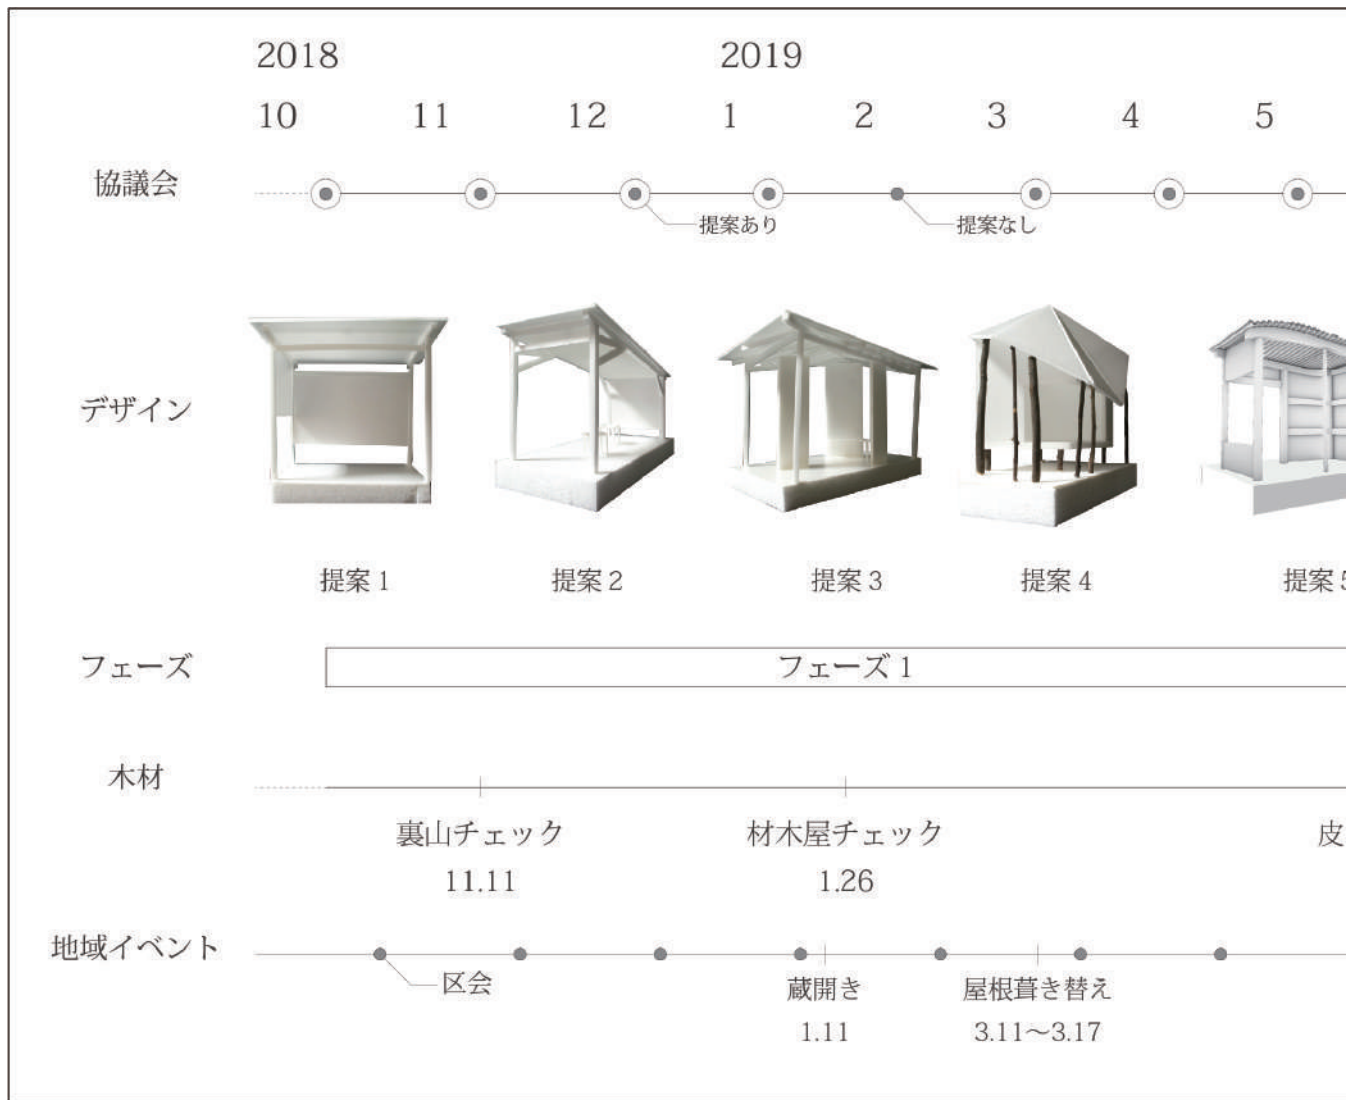 2018 2019
10 11 12 1 2 3 4 5
協議会
提案あり 提案なし
デザイン
提案 1 提案 2 提案 3 提案 4 提案 5
フェーズ フェーズ 1
木材
裏山チェック 材木屋チェック 皮
11.11 1.26
地域イベント
区会 蔵開き 屋根葺き替え
1.11 3.11〜3.17